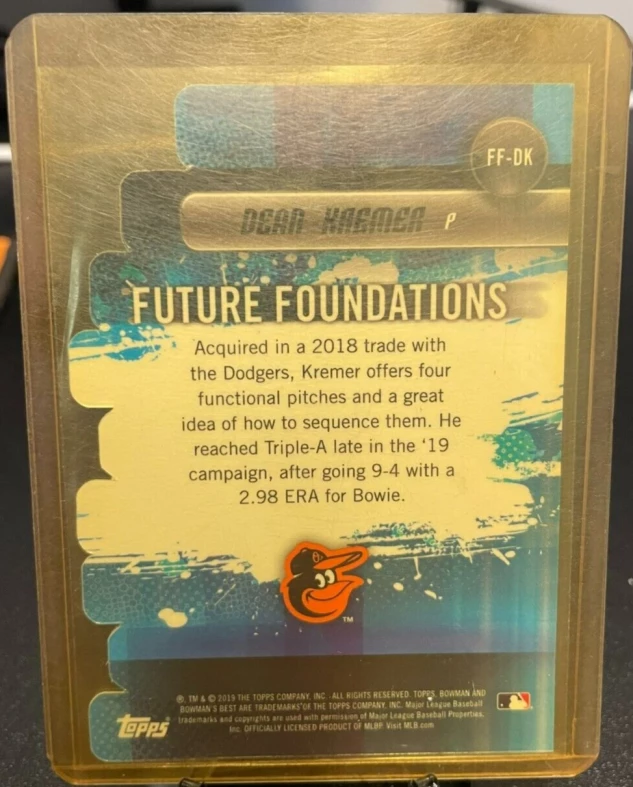 FF-DK
DEAN KREMER P
FUTURE FOUNDATIONS
Acquired in a 2018 trade with
the Dodgers, Kremer offers four
functional pitches and a great
idea of how to sequence them. He
reached Triple-A late in the ‘19
campaign, after going 9-4 with a
2.98 ERA for Bowie.
TM
®, TM & © 2019 THE TOPPS COMPANY, INC. ALL RIGHTS RESERVED. TOPPS, BOWMAN AND
BOWMAN'S BEST ARE TRADEMARKS OF THE TOPPS COMPANY, INC. Major League Baseball
trademarks and copyrights are used with permission of Major League Baseball Properties,
Inc. OFFICIALLY LICENSED PRODUCT OF MLBP. Visit MLB.com
Topps